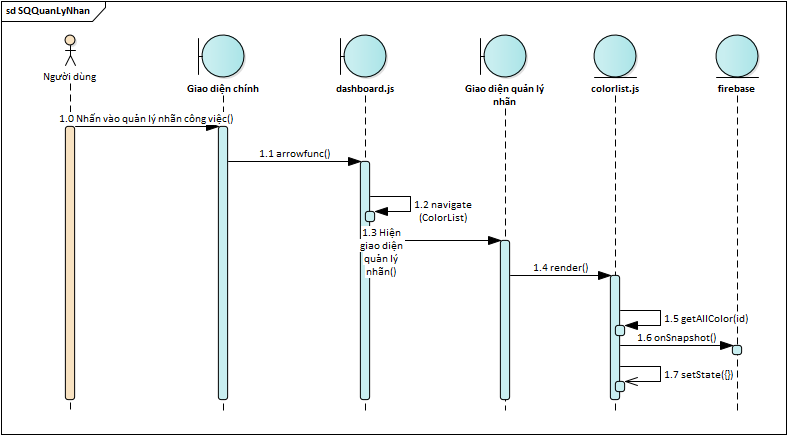 sd SQQuanLyNhan
Người dùng
Giao diện chính
dashboard.js
Giao diện quản lý
nhãn
colorlist.js
firebase
1.0 Nhấn vào quản lý nhãn công việc()
1.1 arrowfunc()
1.2 navigate
(ColorList)
1.3 Hiện
giao diện
quản lý
nhãn()
1.4 render()
1.5 getAllColor(id)
1.6 onSnapshot()
1.7 setState({})